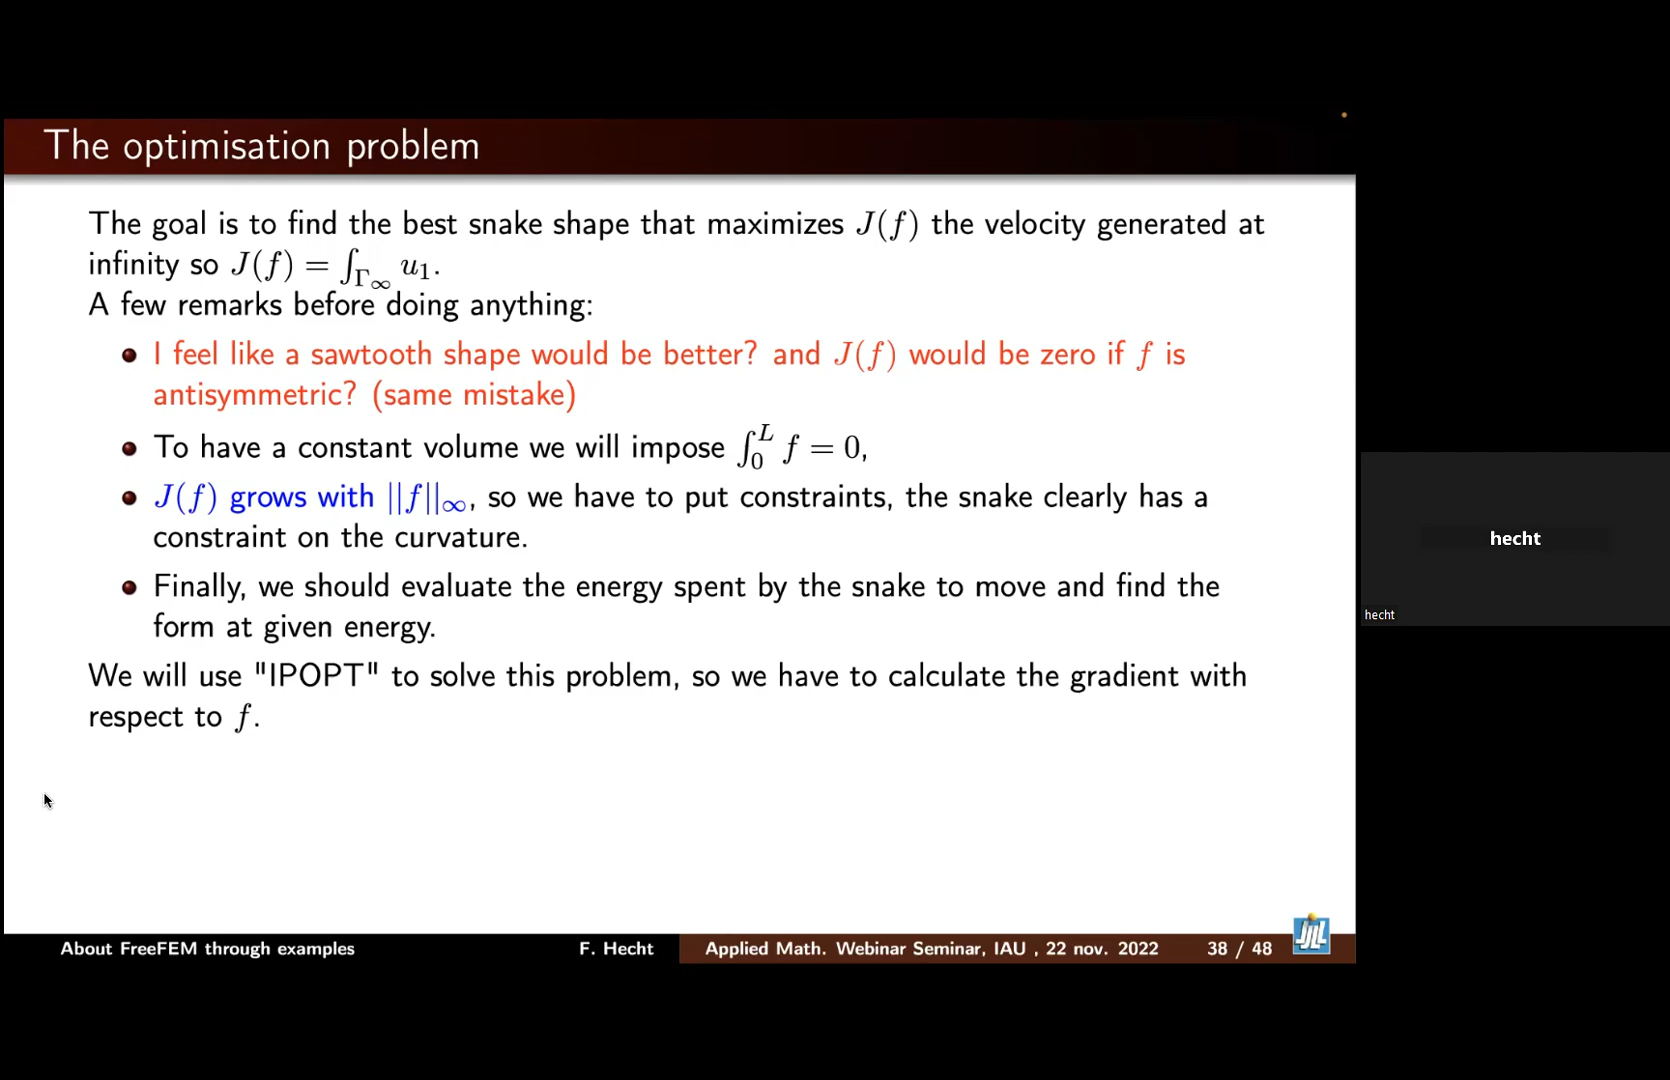 The optimisation problem
The goal is to find the best snake shape that maximizes J(f) the velocity generated at
infinity so J(f) = ∫_{Γ_∞} u₁.
A few remarks before doing anything:
I feel like a sawtooth shape would be better? and J(f) would be zero if f is
antisymmetric? (same mistake)
To have a constant volume we will impose ∫₀ᴸ f = 0,
J(f) grows with ||f||_∞, so we have to put constraints, the snake clearly has a
constraint on the curvature.
Finally, we should evaluate the energy spent by the snake to move and find the
form at given energy.
We will use "IPOPT" to solve this problem, so we have to calculate the gradient with
respect to f.
hecht
hecht
About FreeFEM through examples F. Hecht Applied Math. Webinar Seminar, IAU , 22 nov. 2022 38 / 48